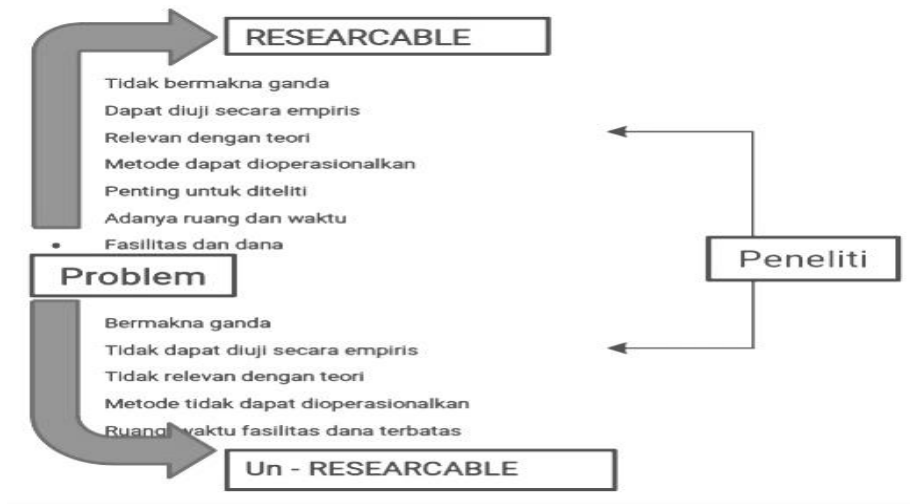 RESEARCABLE
Tidak bermakna ganda
Dapat diuji secara empiris
Relevan dengan teori
Metode dapat dioperasionalkan
Penting untuk diteliti
Adanya ruang dan waktu
• Fasilitas dan dana
Peneliti
Problem
Bermakna ganda
Tidak dapat diuji secara empiris
Tidak relevan dengan teori
Metode tidak dapat dioperasionalkan
Ruang waktu fasilitas dana terbatas
Un - RESEARCABLE